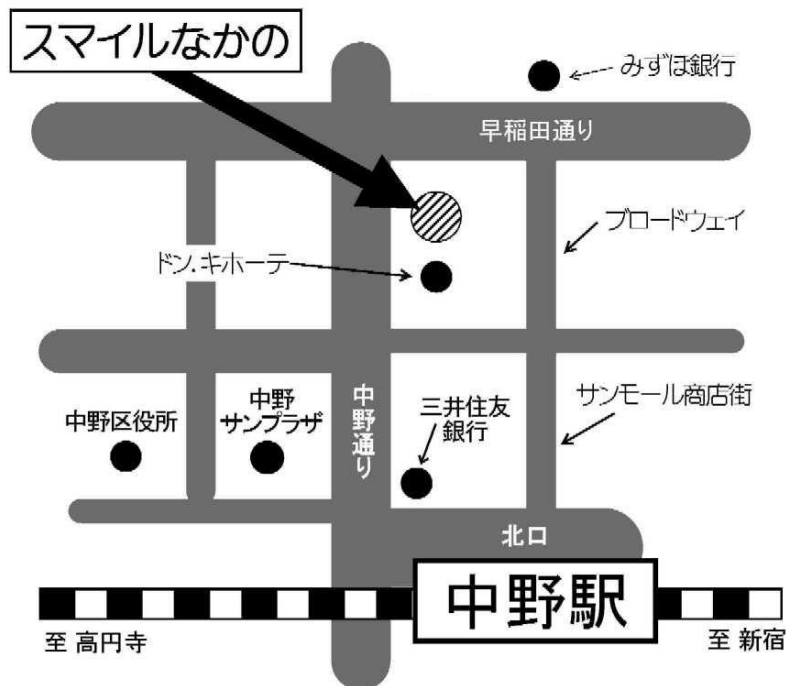 スマイルなかの
みずほ銀行
早稲田通り
ブロードウェイ
ドン.キホーテ
中野区役所
中野
サンプラザ
中野通り
三井住友
銀行
サンモール商店街
北口
中野駅
至 高円寺
至 新宿